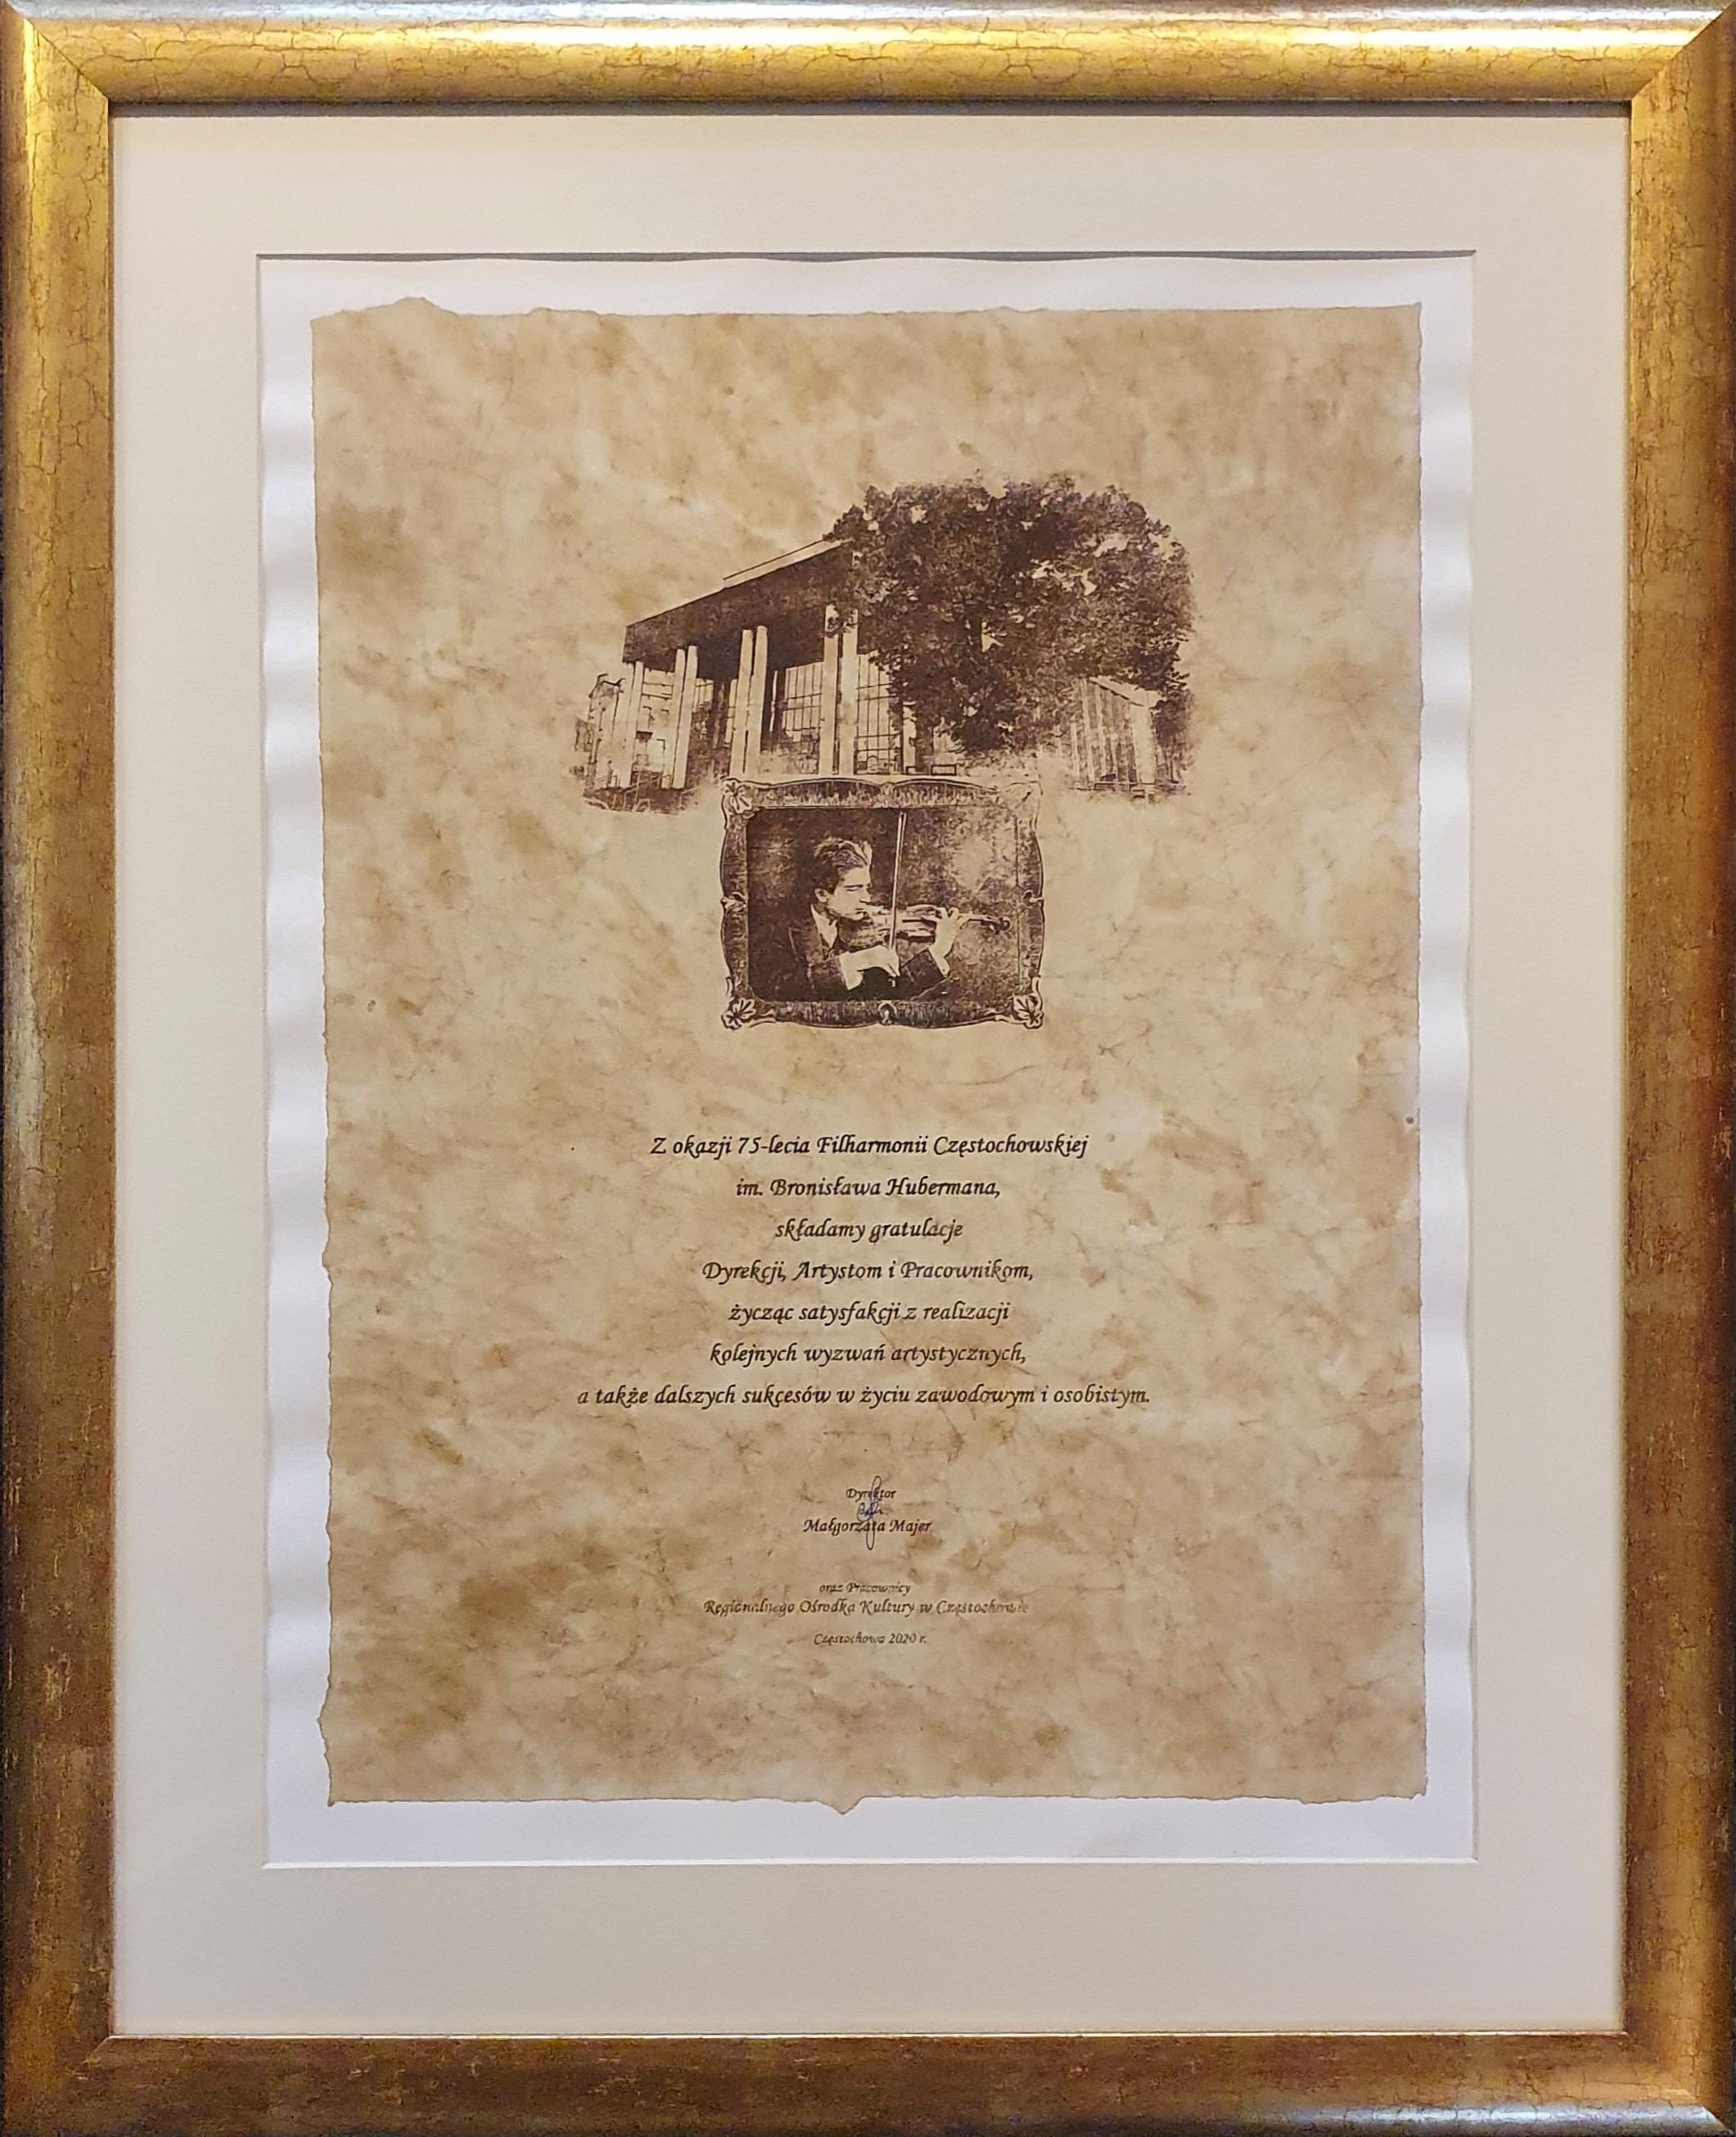 Z okazji 75-lecia Filharmonii Częstochowskiej
im. Bronisława Hubermana,
składamy gratulacje
Dyrekcji, Artystom i Pracownikom,
życząc satysfakcji z realizacji
kolejnych wyzwań artystycznych,
a także dalszych sukcesów w życiu zawodowym i osobistym.
Dyrektor
Małgorzata Majer
oraz Pracownicy
Regionalnego Ośrodka Kultury w Częstochowie
Częstochowa 2020 r.